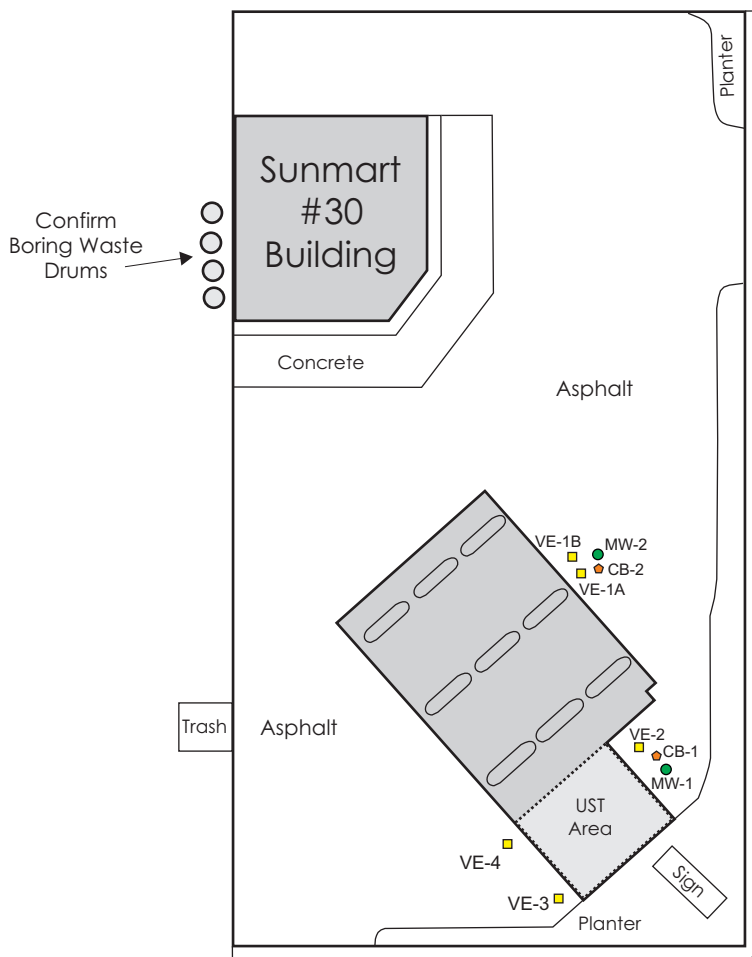 Planter
Sunmart
#30
Building
Confirm
Boring Waste
Drums
Concrete
Asphalt
VE-1B
MW-2
CB-2
VE-1A
Trash
Asphalt
VE-2
CB-1
MW-1
UST
Area
VE-4
Sign
VE-3
Planter